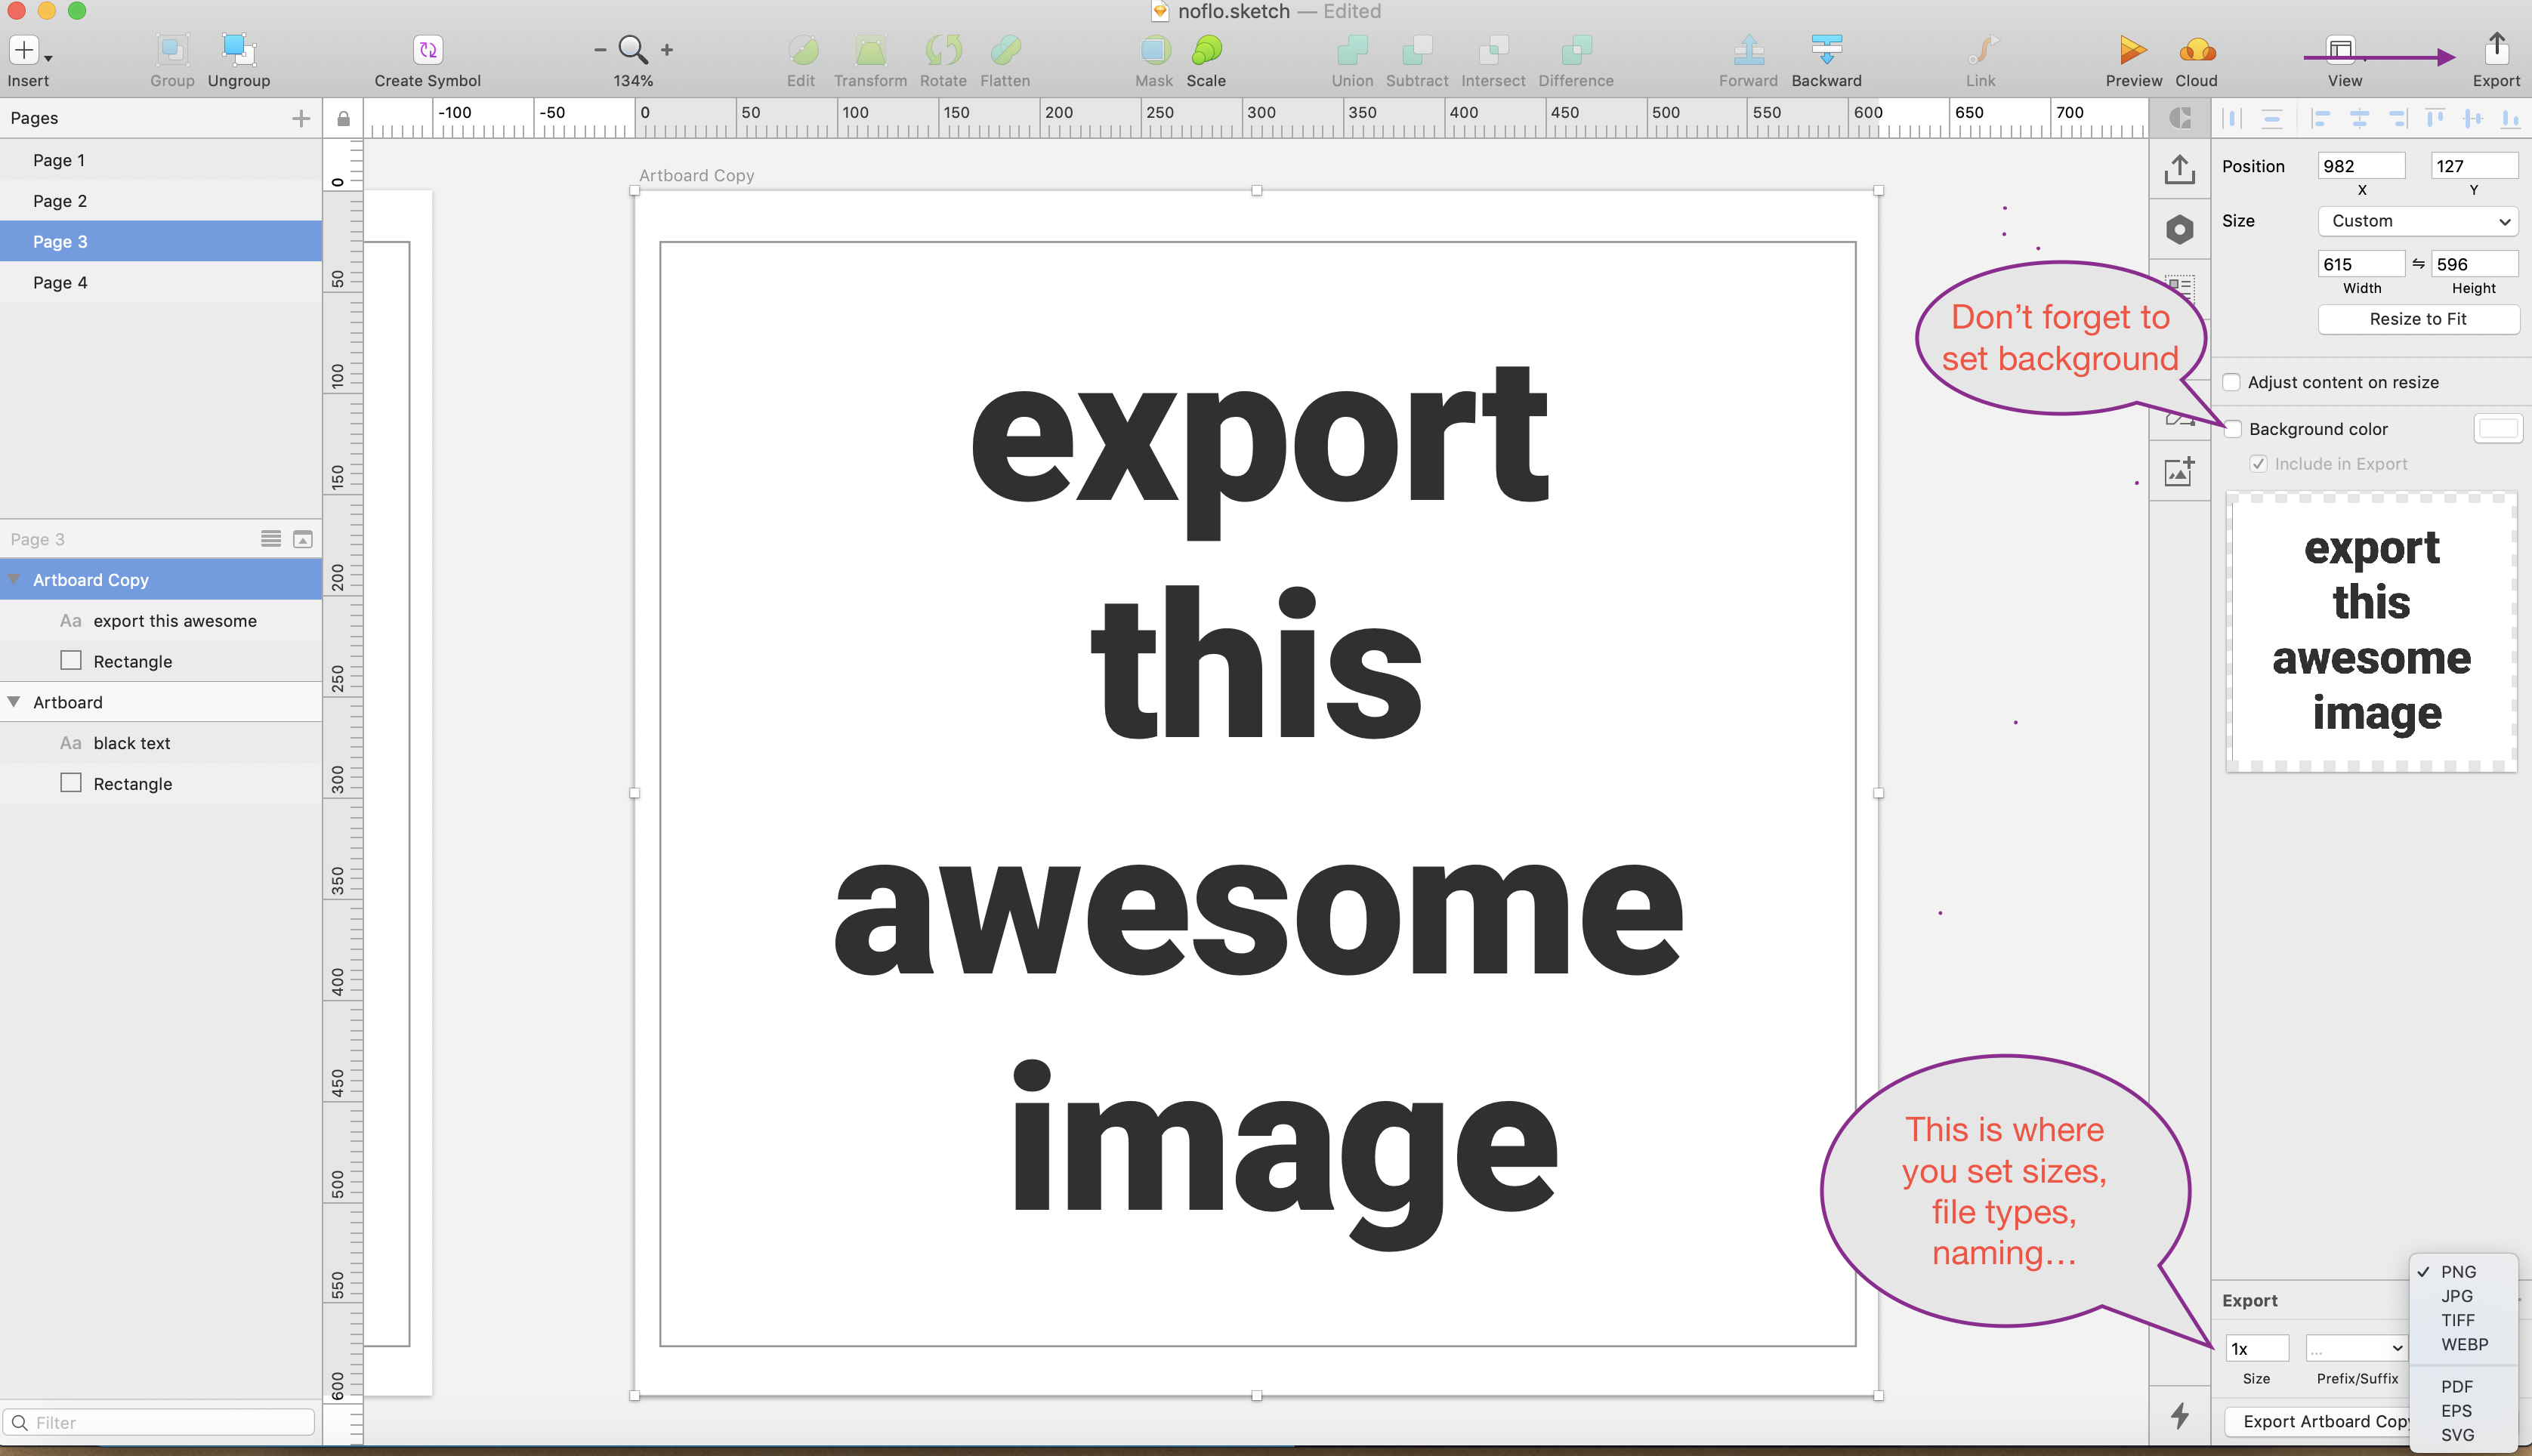 noflo.sketch — Edited
Insert
Group
Ungroup
Create Symbol
134%
Edit
Transform
Rotate
Flatten
Mask
Scale
Union
Subtract
Intersect
Difference
Forward
Backward
Link
Preview
Cloud
View
Export
Pages
Page 1
Page 2
Page 3
Page 4
Page 3
Artboard Copy
Aa export this awesome
Rectangle
Artboard
Aa black text
Rectangle
Filter
-100 -50 0 50 100 150 200 250 300 350 400 450 500 550 600 650 700
0
50
100
150
200
250
300
350
400
450
500
550
600
Artboard Copy
export
this
awesome
image
Don't forget to
set background
This is where
you set sizes,
file types,
naming…
Position 982 127
X Y
Size Custom
615 596
Width Height
Resize to Fit
Adjust content on resize
Background color
Include in Export
export
this
awesome
image
Export
1x ...
Size Prefix/Suffix
Export Artboard Copy
PNG
JPG
TIFF
WEBP
PDF
EPS
SVG